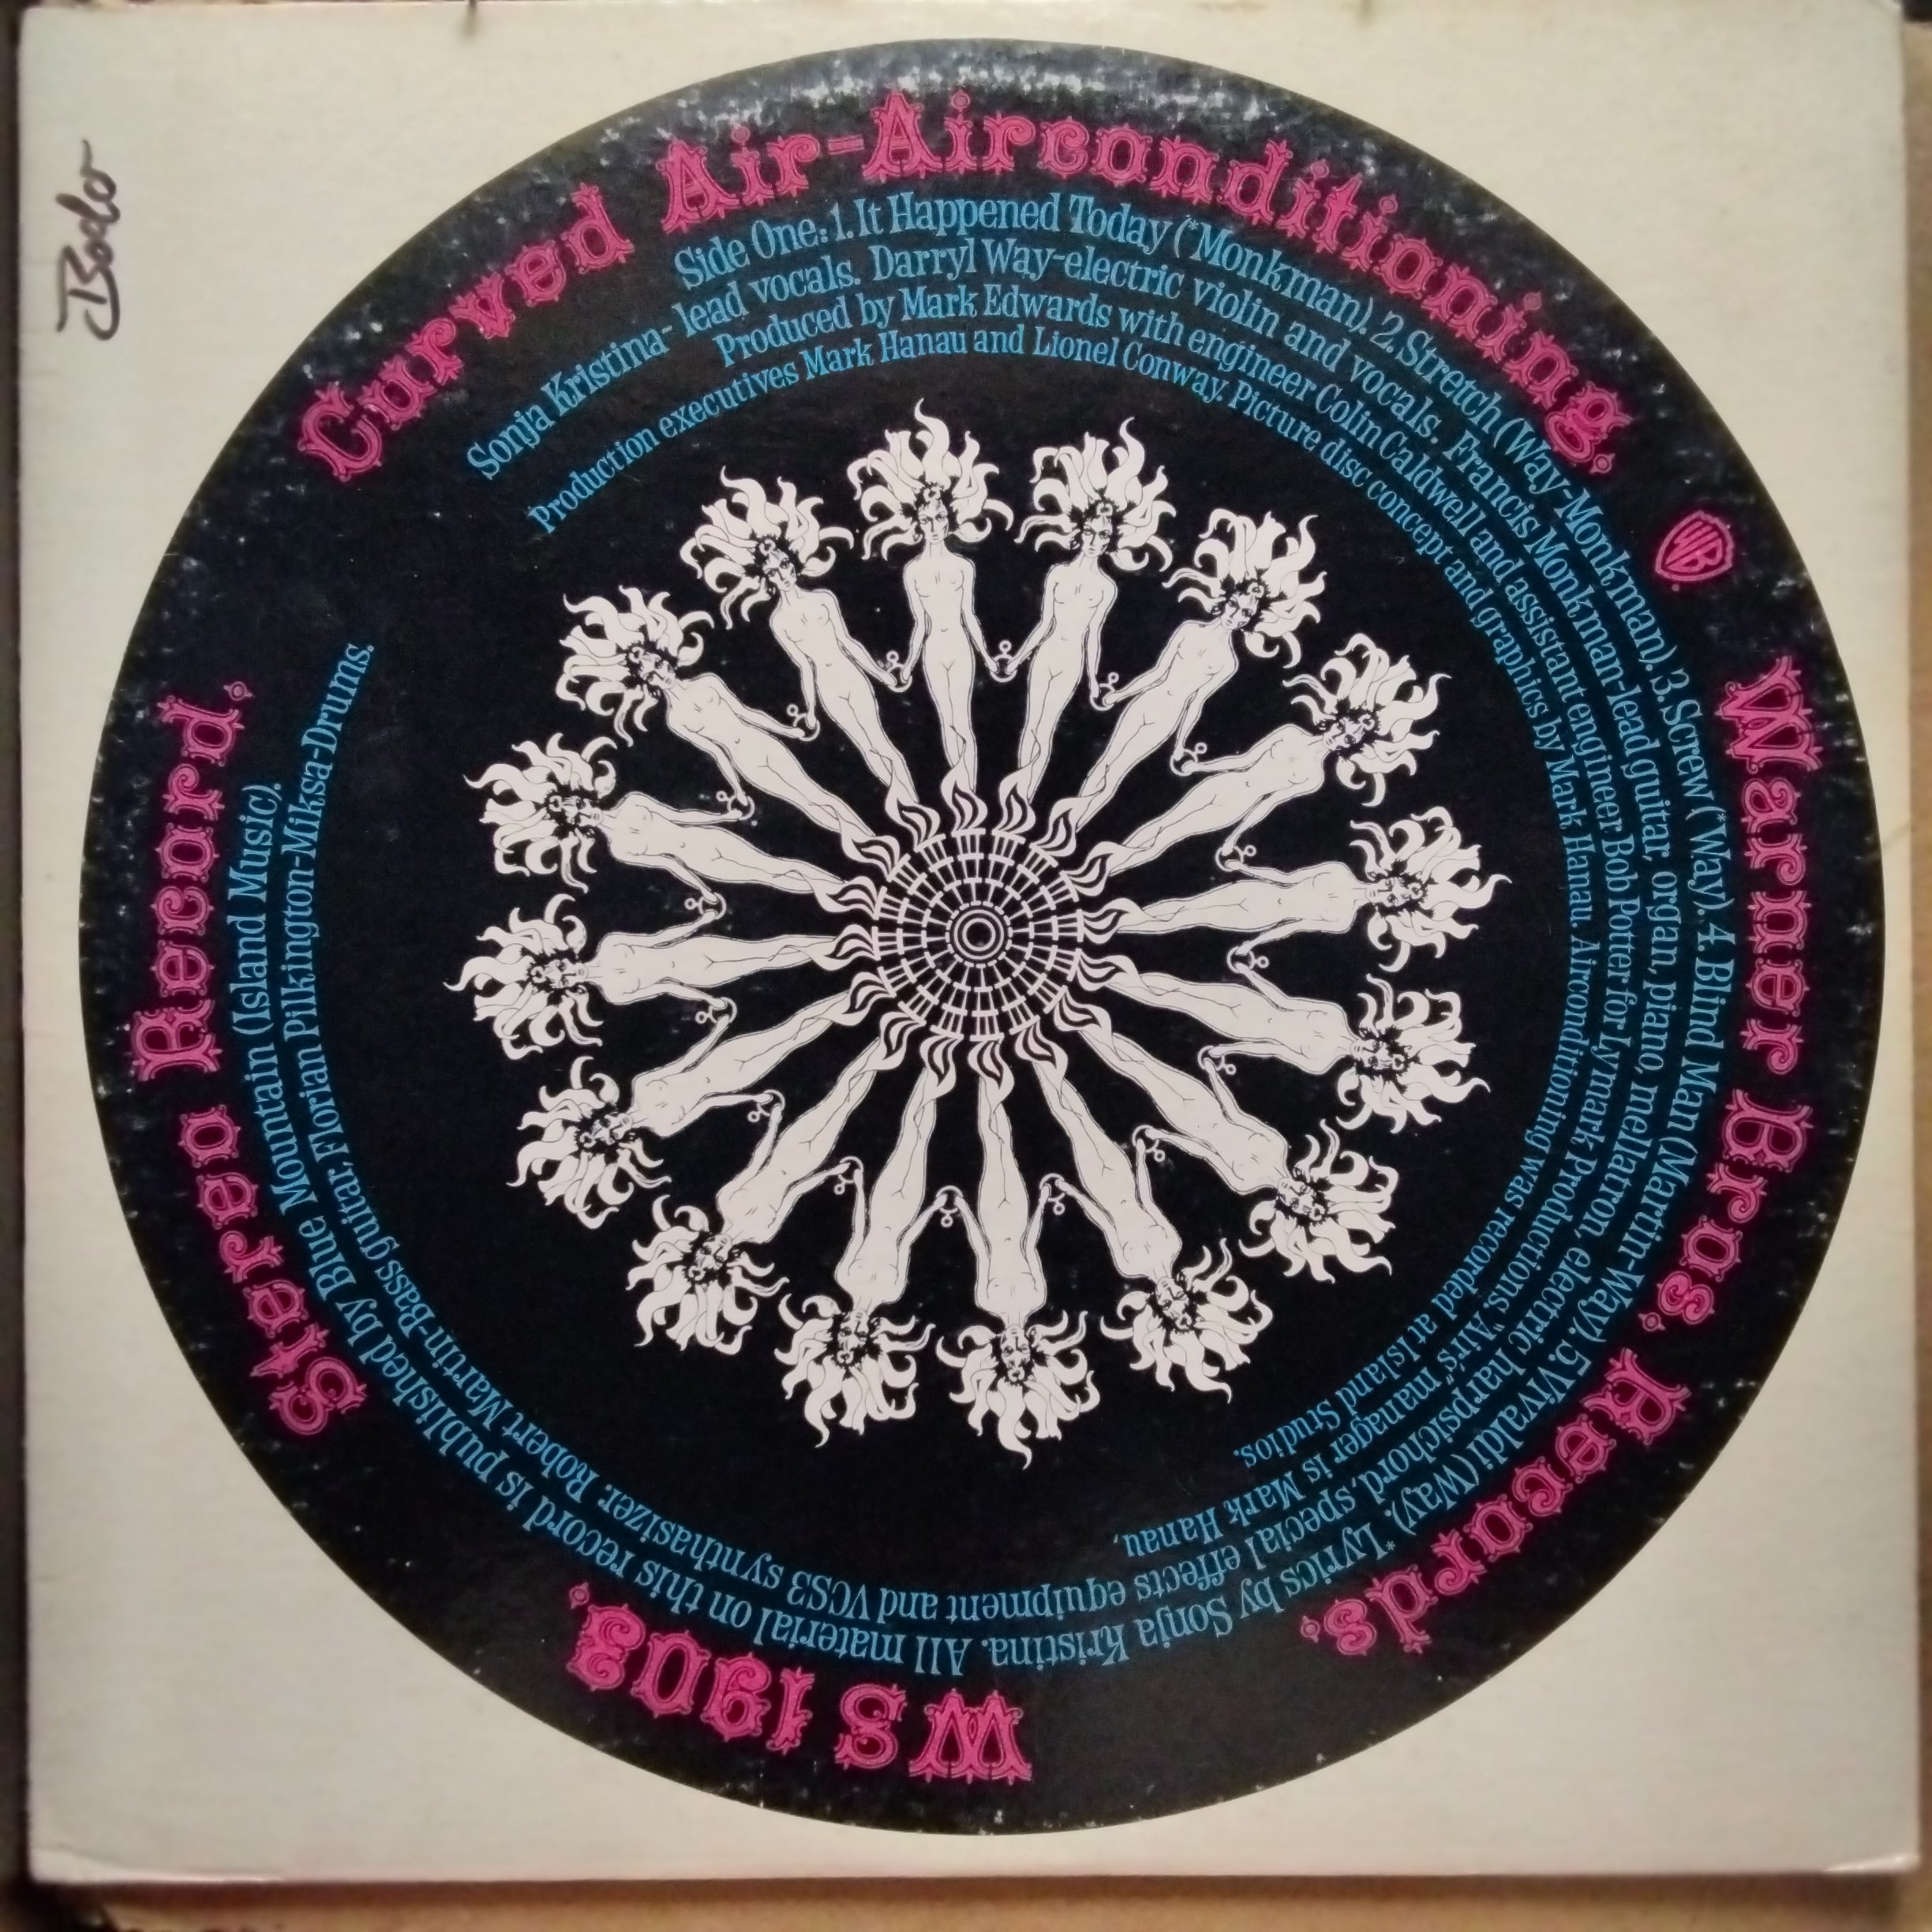 Bodo
Curved Air-Airconditioning. WB Warner Bros. Records. WS 1903. Stereo Record.
Side One: 1. It Happened Today (*Monkman). 2. Stretch (Way-Monkman). 3. Screw (*Way). 4. Blind Man (Martin-Way). 5. Vivaldi (Way). *Lyrics by Sonja Kristina. All material on this record is published by Blue Mountain (Island Music).
Sonja Kristina- lead vocals. Darryl Way-electric violin and vocals. Francis Monkman-lead guitar, organ, piano, mellatron, electric harpsichord, special effects equipment and VCS3 synthasizer. Robert Martin-Bass guitar. Florian Pilkington-Miksa-Drums.
Produced by Mark Edwards with engineer Colin Caldwell and assistant engineer Bob Potter for Lymark Productions. "Airs" manager is Mark Hanau,
Production executives Mark Hanau and Lionel Conway. Picture disc concept and graphics by Mark Hanau. Airconditioning was recorded at Island Studios.